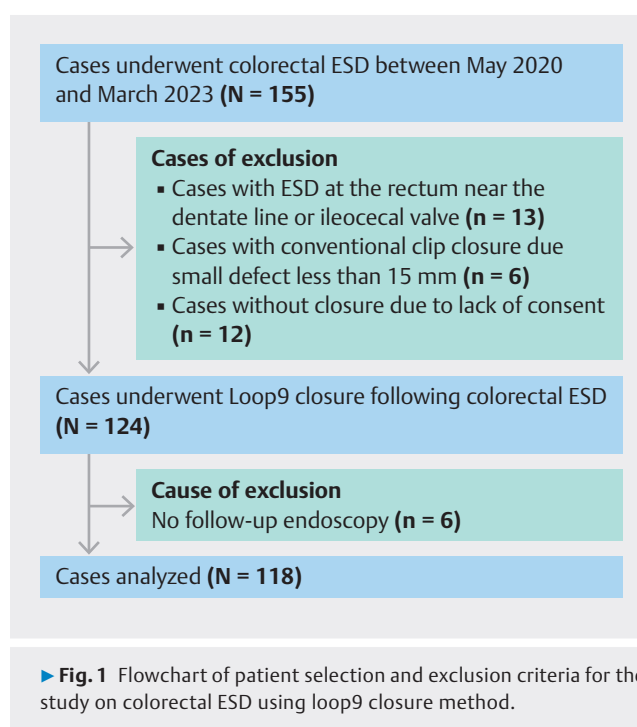 Cases underwent colorectal ESD between May 2020
and March 2023 (N = 155)
Cases of exclusion
▪ Cases with ESD at the rectum near the
dentate line or ileocecal valve (n = 13)
▪ Cases with conventional clip closure due
small defect less than 15 mm (n = 6)
▪ Cases without closure due to lack of consent
(n = 12)
Cases underwent Loop9 closure following colorectal ESD
(N = 124)
Cause of exclusion
No follow-up endoscopy (n = 6)
Cases analyzed (N = 118)
▶ Fig. 1 Flowchart of patient selection and exclusion criteria for the
study on colorectal ESD using loop9 closure method.